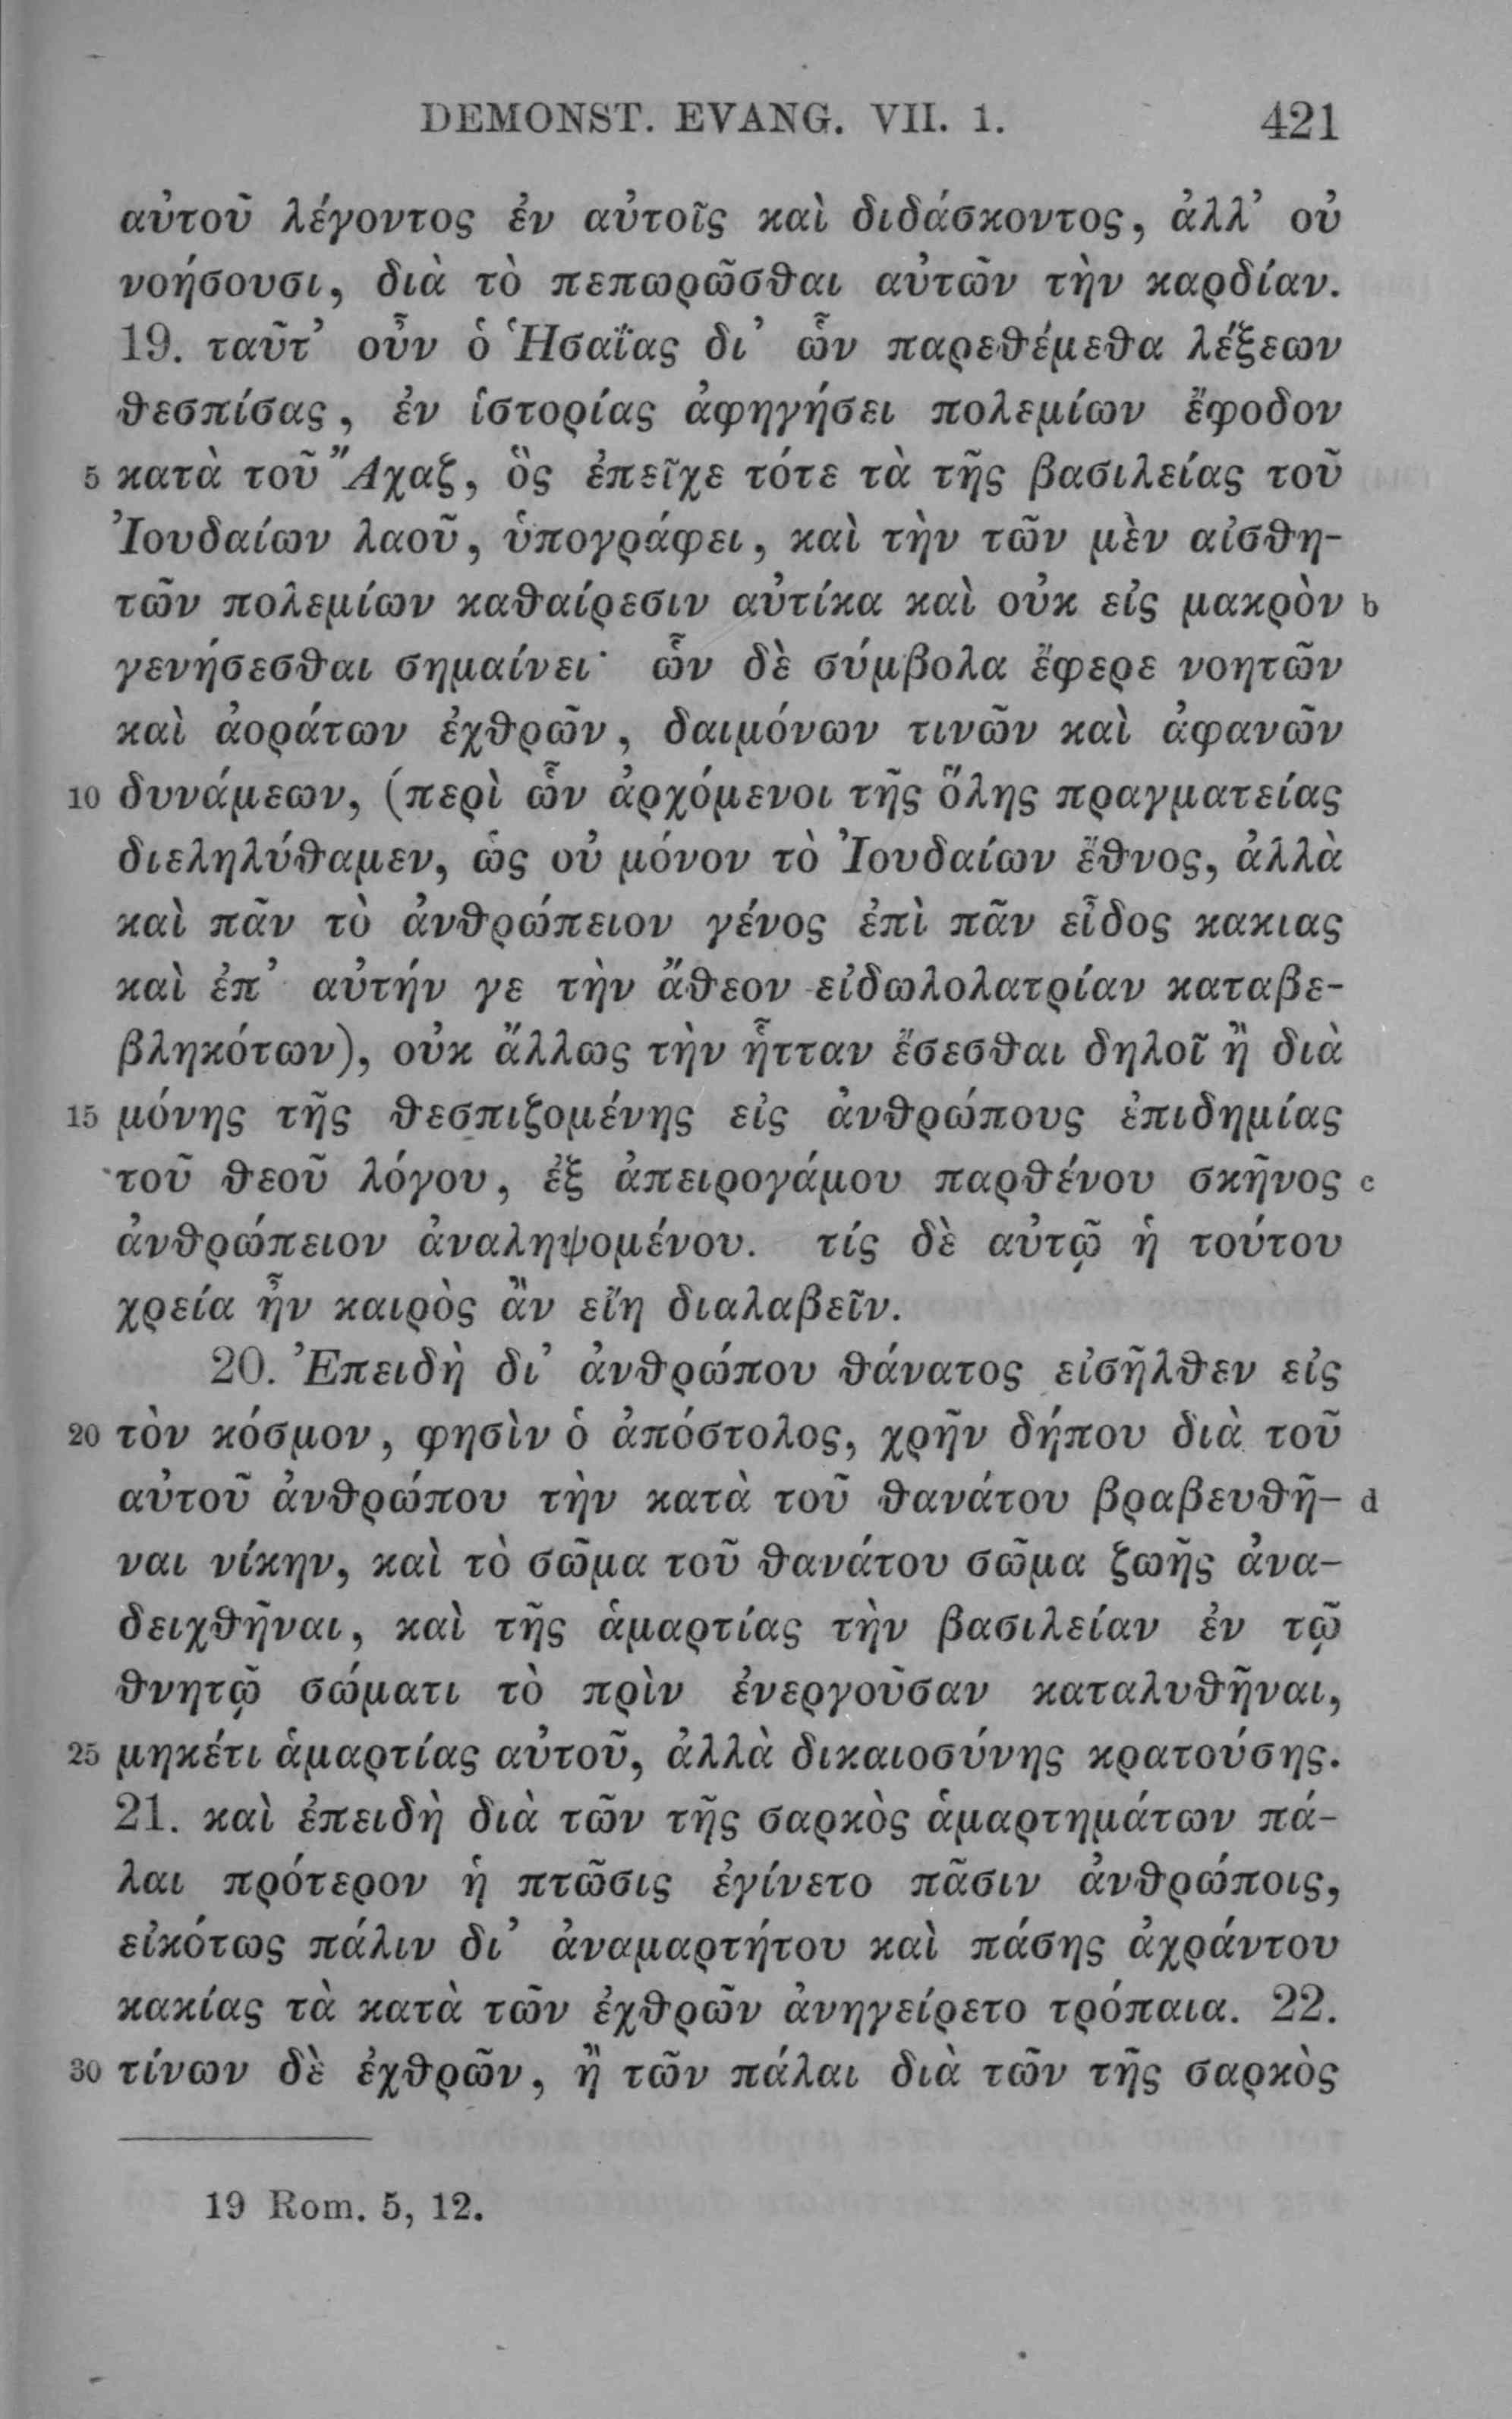 DEMONST. EVANG. VII. 1. 421
αὐτοῦ λέγοντος ἐν αὐτοῖς καὶ διδάσκοντος, ἀλλ’ οὐ
νοήσουσι, διὰ τὸ πεπωρῶσθαι αὐτῶν τὴν καρδίαν.
19. ταῦτ’ οὖν ὁ Ἡσαΐας δι’ ὧν παρεθέμεθα λέξεων
θεσπίσας, ἐν ἱστορίας ἀφηγήσει πολεμίων ἔφοδον
5 κατὰ τοῦ Ἄχαζ, ὃς ἐπεῖχε τότε τὰ τῆς βασιλείας τοῦ
Ἰουδαίων λαοῦ, ὑπογράφει, καὶ τὴν τῶν μὲν αἰσθη-
τῶν πολεμίων καθαίρεσιν αὐτίκα καὶ οὐκ εἰς μακρὸν b
γενήσεσθαι σημαίνει· ὧν δὲ σύμβολα ἔφερε νοητῶν
καὶ ἀοράτων ἐχθρῶν, δαιμόνων τινῶν καὶ ἀφανῶν
10 δυνάμεων, (περὶ ὧν ἀρχόμενοι τῆς ὅλης πραγματείας
διεληλύθαμεν, ὡς οὐ μόνον τὸ Ἰουδαίων ἔθνος, ἀλλὰ
καὶ πᾶν τὸ ἀνθρώπειον γένος ἐπὶ πᾶν εἶδος κακιας
καὶ ἐπ’ αὐτήν γε τὴν ἄθεον εἰδωλολατρίαν καταβε-
βληκότων), οὐκ ἄλλως τὴν ἧτταν ἔσεσθαι δηλοῖ ἢ διὰ
15 μόνης τῆς θεσπιζομένης εἰς ἀνθρώπους ἐπιδημίας
τοῦ θεοῦ λόγου, ἐξ ἀπειρογάμου παρθένου σκῆνος c
ἀνθρώπειον ἀναληψομένου. τίς δὲ αὐτῷ ἡ τούτου
χρεία ἦν καιρὸς ἂν εἴη διαλαβεῖν.
20. Ἐπειδὴ δι’ ἀνθρώπου θάνατος εἰσῆλθεν εἰς
20 τὸν κόσμον, φησὶν ὁ ἀπόστολος, χρῆν δήπου διὰ τοῦ
αὐτοῦ ἀνθρώπου τὴν κατὰ τοῦ θανάτου βραβευθῆ- d
ναι νίκην, καὶ τὸ σῶμα τοῦ θανάτου σῶμα ζωῆς ἀνα-
δειχθῆναι, καὶ τῆς ἁμαρτίας τὴν βασιλείαν ἐν τῷ
θνητῷ σώματι τὸ πρὶν ἐνεργοῦσαν καταλυθῆναι,
25 μηκέτι ἁμαρτίας αὐτοῦ, ἀλλὰ δικαιοσύνης κρατούσης.
21. καὶ ἐπειδὴ διὰ τῶν τῆς σαρκὸς ἁμαρτημάτων πά-
λαι πρότερον ἡ πτῶσις ἐγίνετο πᾶσιν ἀνθρώποις,
εἰκότως πάλιν δι’ ἀναμαρτήτου καὶ πάσης ἀχράντου
κακίας τὰ κατὰ τῶν ἐχθρῶν ἀνηγείρετο τρόπαια. 22.
30 τίνων δὲ ἐχθρῶν, ἢ τῶν πάλαι διὰ τῶν τῆς σαρκὸς
19 Rom. 5, 12.